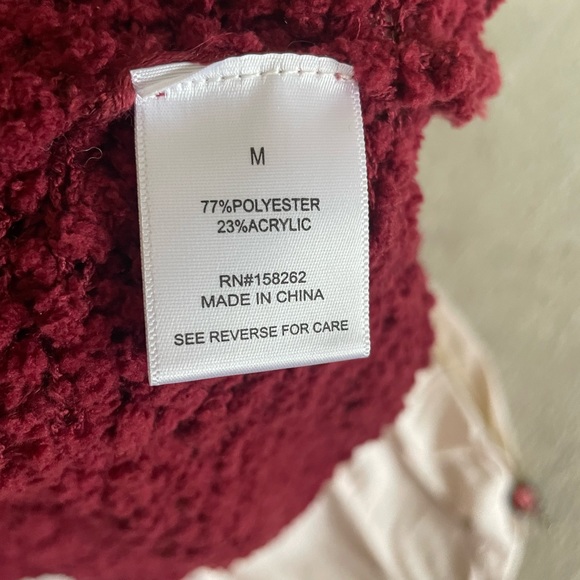 M
77%POLYESTER
23%ACRYLIC
RN#158262
MADE IN CHINA
SEE REVERSE FOR CARE